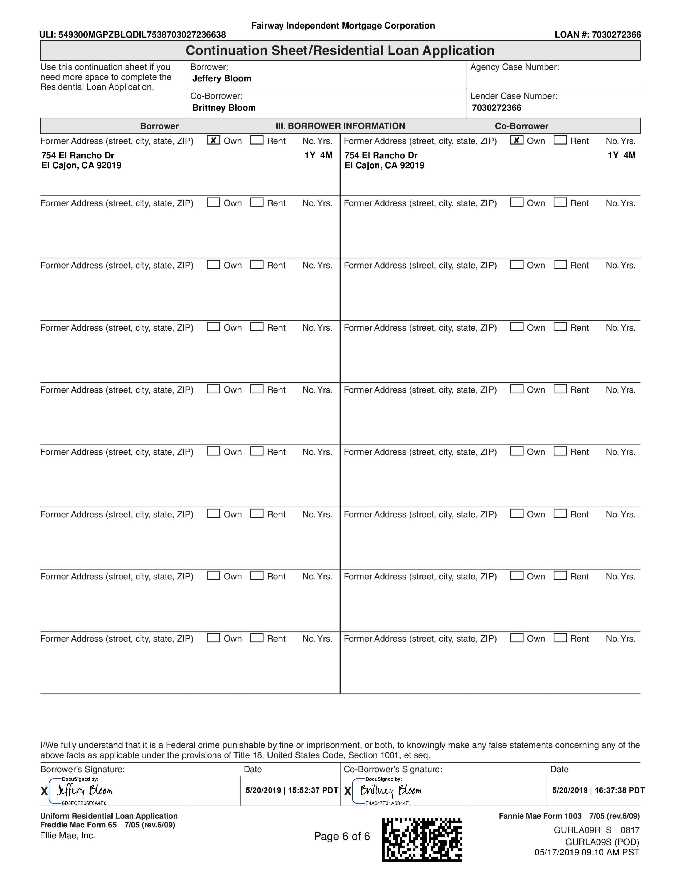 Fairway Independent Mortgage Corporation
ULI: 549300MGPZBLQDIL7538703027236638 LOAN #: 7030272366
Continuation Sheet/Residential Loan Application
Use this continuation sheet if you need more space to complete the Residential Loan Application.
Borrower:
Jeffery Bloom
Agency Case Number:
Co-Borrower:
Brittney Bloom
Lender Case Number:
7030272366
Borrower III. BORROWER INFORMATION Co-Borrower
Former Address (street, city, state, ZIP) X Own Rent No. Yrs. Former Address (street, city, state, ZIP) X Own Rent No. Yrs.
754 El Rancho Dr 1Y 4M 754 El Rancho Dr 1Y 4M
El Cajon, CA 92019 El Cajon, CA 92019
Former Address (street, city, state, ZIP) Own Rent No. Yrs. Former Address (street, city, state, ZIP) Own Rent No. Yrs.
Former Address (street, city, state, ZIP) Own Rent No. Yrs. Former Address (street, city, state, ZIP) Own Rent No. Yrs.
Former Address (street, city, state, ZIP) Own Rent No. Yrs. Former Address (street, city, state, ZIP) Own Rent No. Yrs.
Former Address (street, city, state, ZIP) Own Rent No. Yrs. Former Address (street, city, state, ZIP) Own Rent No. Yrs.
Former Address (street, city, state, ZIP) Own Rent No. Yrs. Former Address (street, city, state, ZIP) Own Rent No. Yrs.
Former Address (street, city, state, ZIP) Own Rent No. Yrs. Former Address (street, city, state, ZIP) Own Rent No. Yrs.
Former Address (street, city, state, ZIP) Own Rent No. Yrs. Former Address (street, city, state, ZIP) Own Rent No. Yrs.
Former Address (street, city, state, ZIP) Own Rent No. Yrs. Former Address (street, city, state, ZIP) Own Rent No. Yrs.
I/We fully understand that it is a Federal crime punishable by fine or imprisonment, or both, to knowingly make any false statements concerning any of the
above facts as applicable under the provisions of Title 18, United States Code, Section 1001, et seq.
Borrower's Signature: Date Co-Borrower's Signature: Date
DocuSigned by: DocuSigned by:
X Jeffery Bloom 5/20/2019 | 15:52:37 PDT X Brittney Bloom 5/20/2019 | 16:37:38 PDT
Uniform Residential Loan Application
Freddie Mac Form 65 7/05 (rev.6/09)
Ellie Mae, Inc.
Page 6 of 6
Fannie Mae Form 1003 7/05 (rev.6/09)
GURLA09R S 0817
GURLA09S (POD)
05/17/2019 09:10 AM PST